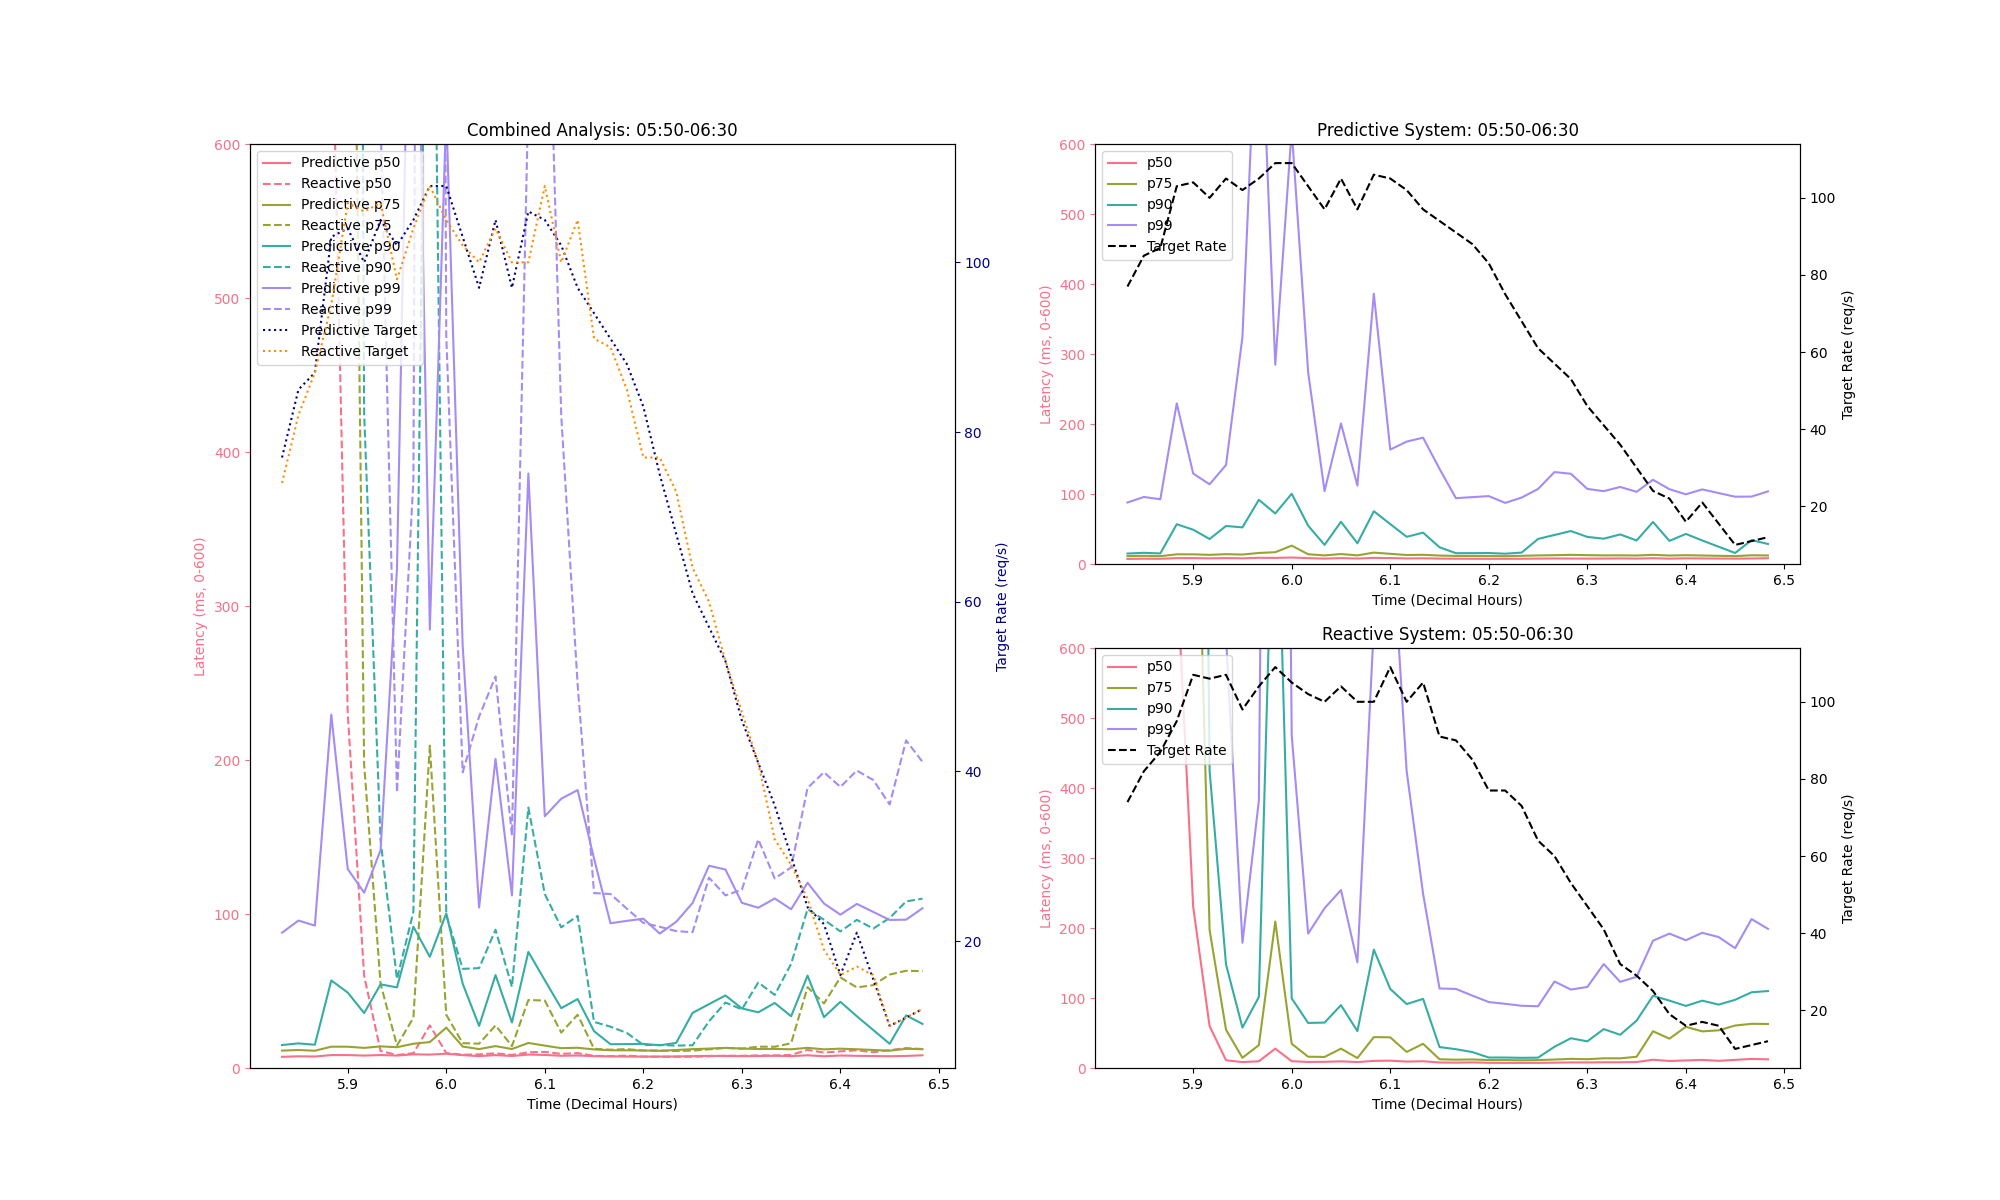 Combined Analysis: 05:50-06:30
Predictive p50
Reactive p50
Predictive p75
Reactive p75
Predictive p90
Reactive p90
Predictive p99
Reactive p99
Predictive Target
Reactive Target
Latency (ms, 0-600)
600
500
400
300
200
100
0
Target Rate (req/s)
100
80
60
40
20
5.9 6.0 6.1 6.2 6.3 6.4 6.5
Time (Decimal Hours)
Predictive System: 05:50-06:30
p50
p75
p90
p99
Target Rate
Latency (ms, 0-600)
600
500
400
300
200
100
0
Target Rate (req/s)
100
80
60
40
20
5.9 6.0 6.1 6.2 6.3 6.4 6.5
Time (Decimal Hours)
Reactive System: 05:50-06:30
p50
p75
p90
p99
Target Rate
Latency (ms, 0-600)
600
500
400
300
200
100
0
Target Rate (req/s)
100
80
60
40
20
5.9 6.0 6.1 6.2 6.3 6.4 6.5
Time (Decimal Hours)